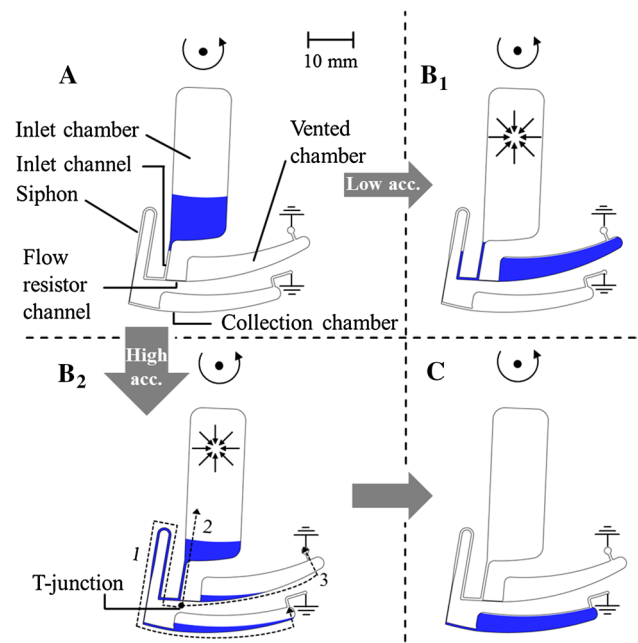 A
10 mm
B1
Inlet chamber
Vented
chamber
Inlet channel
Siphon
Low acc.
Flow
resistor
channel
Collection chamber
High
acc.
B2
C
1
2
3
T-junction